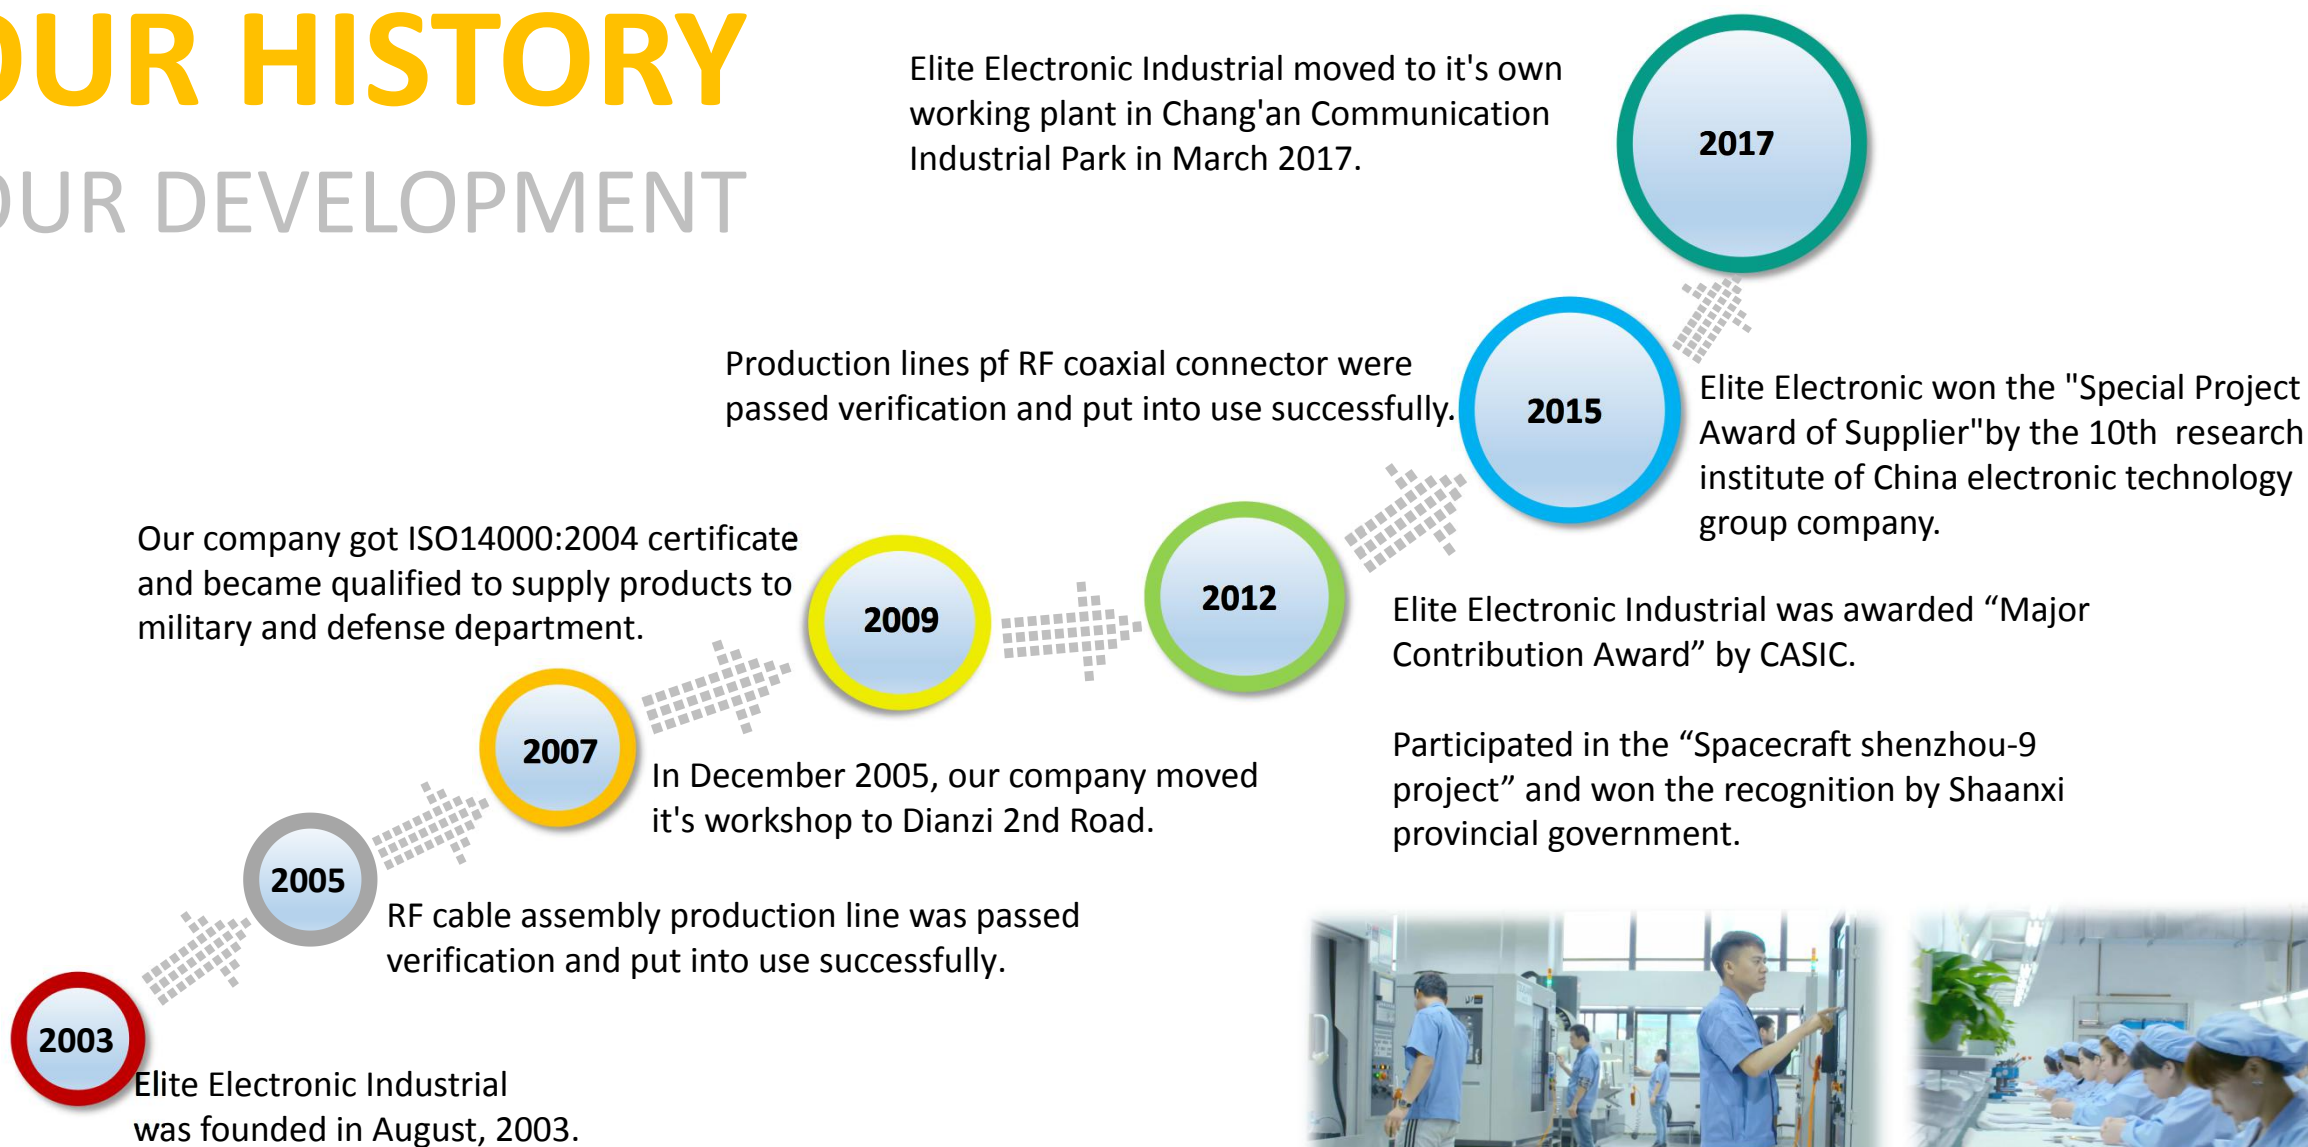 OUR HISTORY
OUR DEVELOPMENT
Elite Electronic Industrial moved to it's own
working plant in Chang'an Communication
Industrial Park in March 2017.
2017
Production lines pf RF coaxial connector were
passed verification and put into use successfully.
2015
Elite Electronic won the "Special Project
Award of Supplier"by the 10th research
institute of China electronic technology
group company.
Our company got ISO14000:2004 certificate
and became qualified to supply products to
military and defense department.
2009
2012
Elite Electronic Industrial was awarded “Major
Contribution Award” by CASIC.
Participated in the “Spacecraft shenzhou-9
project” and won the recognition by Shaanxi
provincial government.
2007
In December 2005, our company moved
it's workshop to Dianzi 2nd Road.
2005
RF cable assembly production line was passed
verification and put into use successfully.
2003
Elite Electronic Industrial
was founded in August, 2003.